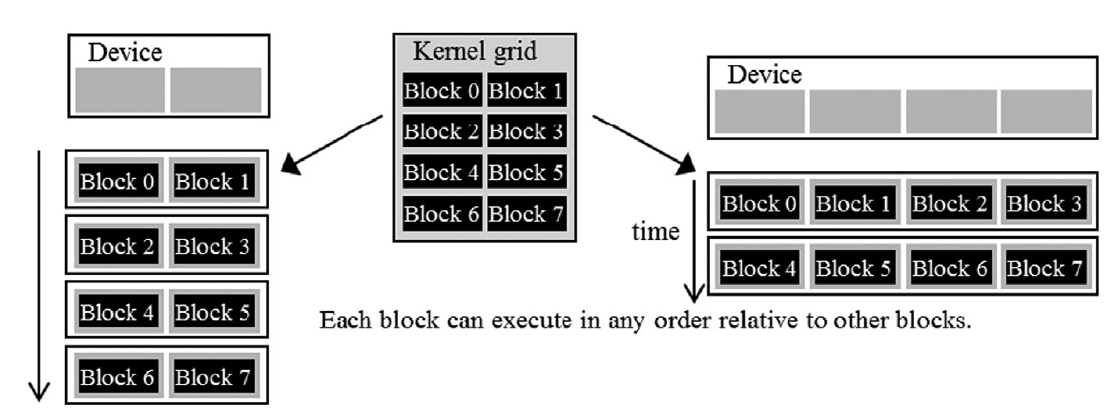 Device
Block 0 Block 1
Block 2 Block 3
Block 4 Block 5
Block 6 Block 7
Kernel grid
Block 0 Block 1
Block 2 Block 3
Block 4 Block 5
Block 6 Block 7
Device
time
Block 0 Block 1 Block 2 Block 3
Block 4 Block 5 Block 6 Block 7
Each block can execute in any order relative to other blocks.